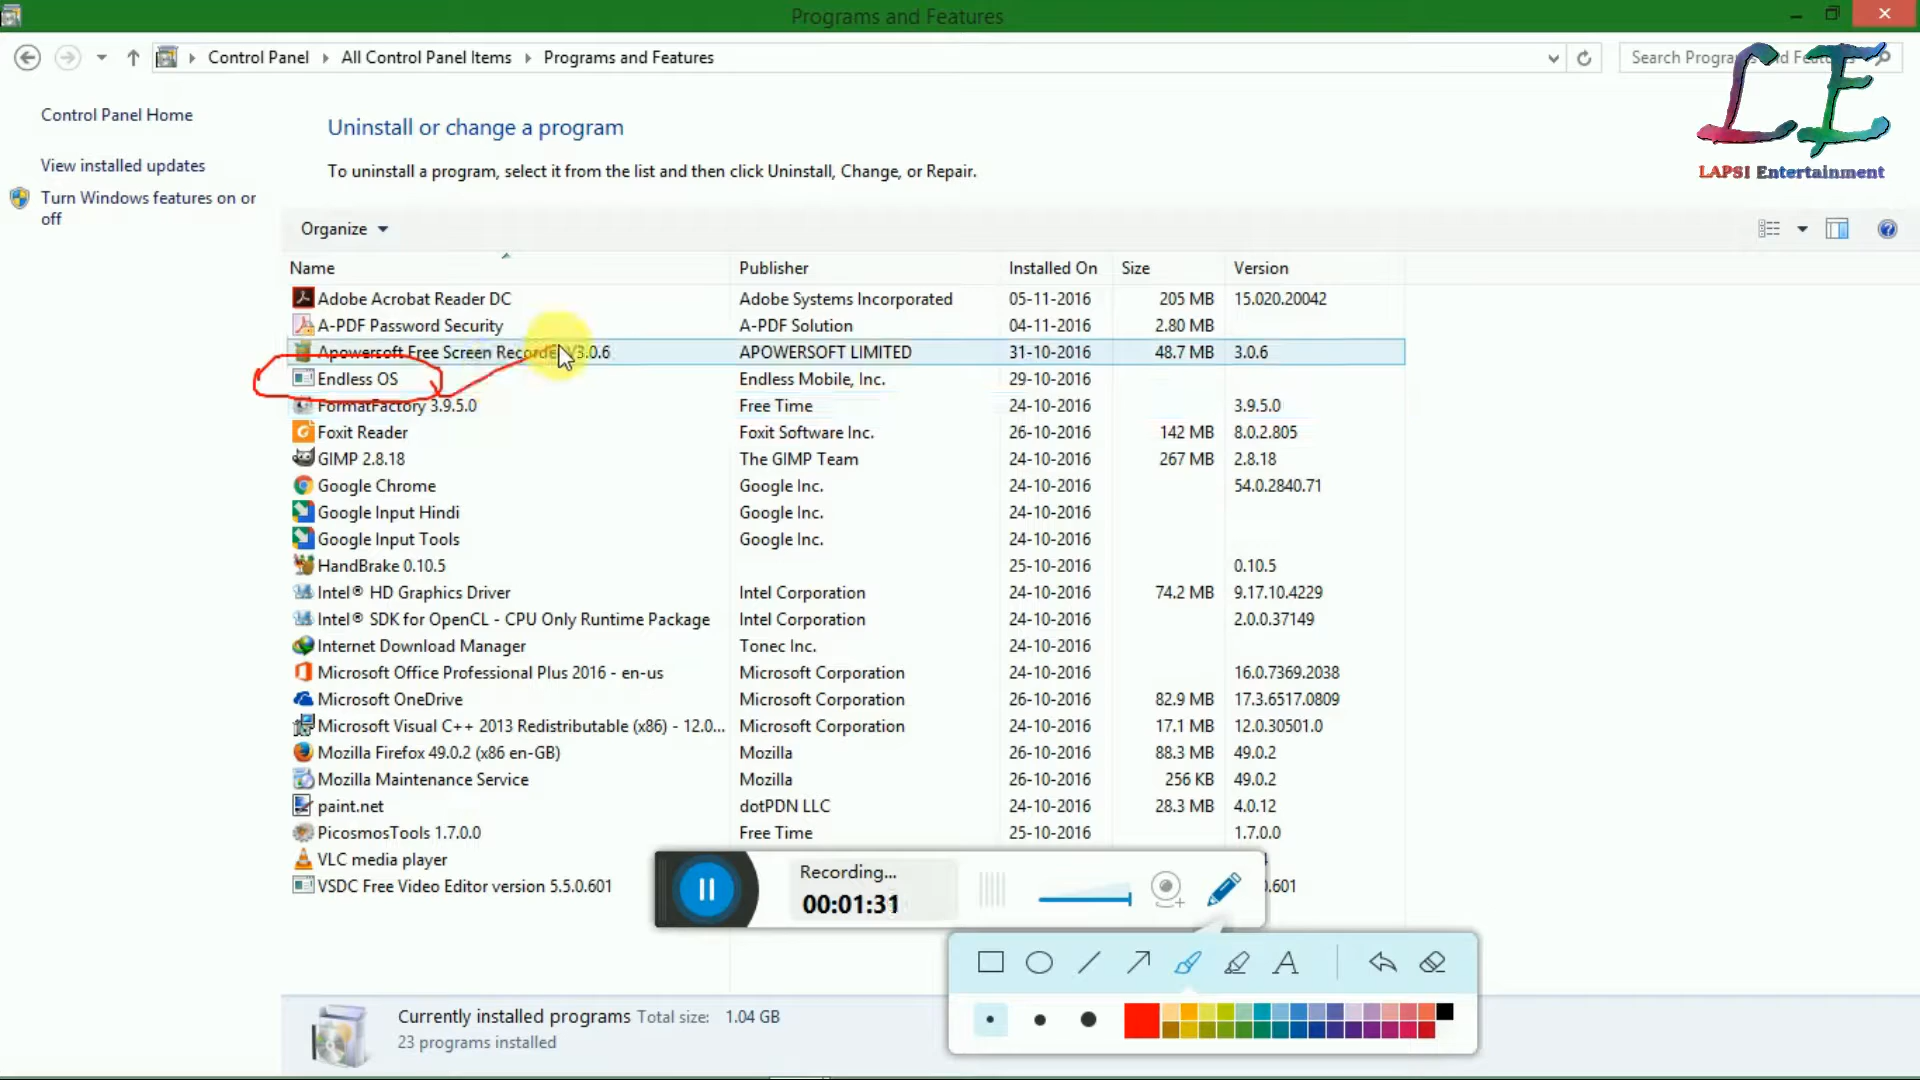 Programs and Features
Control Panel All Control Panel Items Programs and Features
LE
LAPSI Entertainment
Control Panel Home
View installed updates
Turn Windows features on or
off
Uninstall or change a program
To uninstall a program, select it from the list and then click Uninstall, Change, or Repair.
Organize
Name Publisher Installed On Size Version
Adobe Acrobat Reader DC Adobe Systems Incorporated 05-11-2016 205 MB 15.020.20042
A-PDF Password Security A-PDF Solution 04-11-2016 2.80 MB
Apowersoft Free Screen Recorder V3.0.6 APOWERSOFT LIMITED 31-10-2016 48.7 MB 3.0.6
Endless OS Endless Mobile, Inc. 29-10-2016
FormatFactory 3.9.5.0 Free Time 24-10-2016 3.9.5.0
Foxit Reader Foxit Software Inc. 26-10-2016 142 MB 8.0.2.805
GIMP 2.8.18 The GIMP Team 24-10-2016 267 MB 2.8.18
Google Chrome Google Inc. 24-10-2016 54.0.2840.71
Google Input Hindi Google Inc. 24-10-2016
Google Input Tools Google Inc. 24-10-2016
HandBrake 0.10.5 25-10-2016 0.10.5
Intel® HD Graphics Driver Intel Corporation 24-10-2016 74.2 MB 9.17.10.4229
Intel® SDK for OpenCL - CPU Only Runtime Package Intel Corporation 24-10-2016 2.0.0.37149
Internet Download Manager Tonec Inc. 24-10-2016
Microsoft Office Professional Plus 2016 - en-us Microsoft Corporation 24-10-2016 16.0.7369.2038
Microsoft OneDrive Microsoft Corporation 26-10-2016 82.9 MB 17.3.6517.0809
Microsoft Visual C++ 2013 Redistributable (x86) - 12.0... Microsoft Corporation 24-10-2016 17.1 MB 12.0.30501.0
Mozilla Firefox 49.0.2 (x86 en-GB) Mozilla 26-10-2016 88.3 MB 49.0.2
Mozilla Maintenance Service Mozilla 26-10-2016 256 KB 49.0.2
paint.net dotPDN LLC 24-10-2016 28.3 MB 4.0.12
PicosmosTools 1.7.0.0 Free Time 25-10-2016 1.7.0.0
VLC media player
VSDC Free Video Editor version 5.5.0.601
Recording...
00:01:31
Currently installed programs Total size: 1.04 GB
23 programs installed